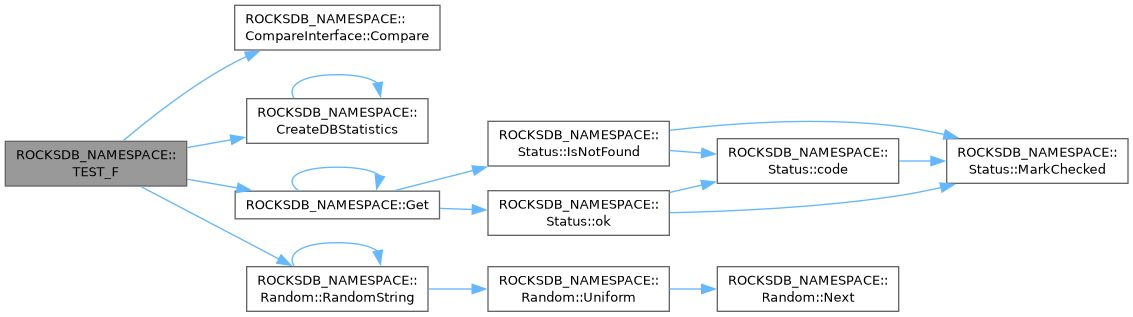 ROCKSDB_NAMESPACE::
TEST_F
ROCKSDB_NAMESPACE::
CompareInterface::Compare
ROCKSDB_NAMESPACE::
CreateDBStatistics
ROCKSDB_NAMESPACE::Get
ROCKSDB_NAMESPACE::
Status::IsNotFound
ROCKSDB_NAMESPACE::
Status::code
ROCKSDB_NAMESPACE::
Status::MarkChecked
ROCKSDB_NAMESPACE::
Status::ok
ROCKSDB_NAMESPACE::
Random::RandomString
ROCKSDB_NAMESPACE::
Random::Uniform
ROCKSDB_NAMESPACE::
Random::Next